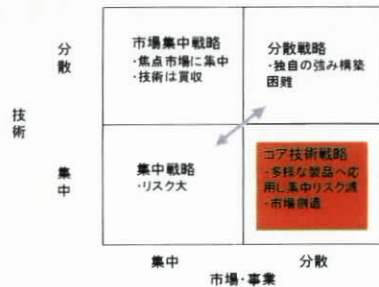 技術
分散
市場集中戦略
・焦点市場に集中
・技術は買収
分散戦略
・独自の強み構築
困難
集中
集中戦略
・リスク大
コア技術戦略
・多様な製品へ応
用し集中リスク減
・市場創造
集中
分散
市場・事業